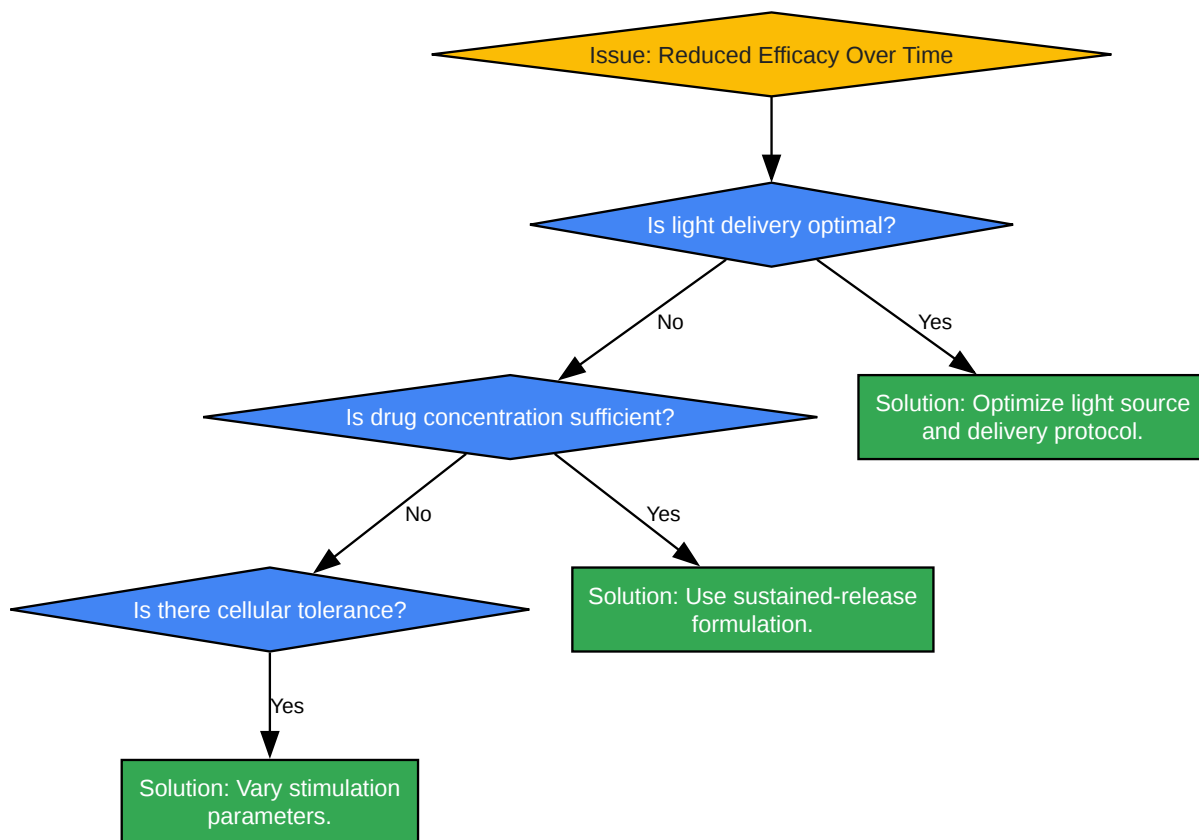 Issue: Reduced Efficacy Over Time
Is light delivery optimal?
No
Yes
Is drug concentration sufficient?
Solution: Optimize light source
and delivery protocol.
No
Yes
Is there cellular tolerance?
Solution: Use sustained-release
formulation.
Yes
Solution: Vary stimulation
parameters.